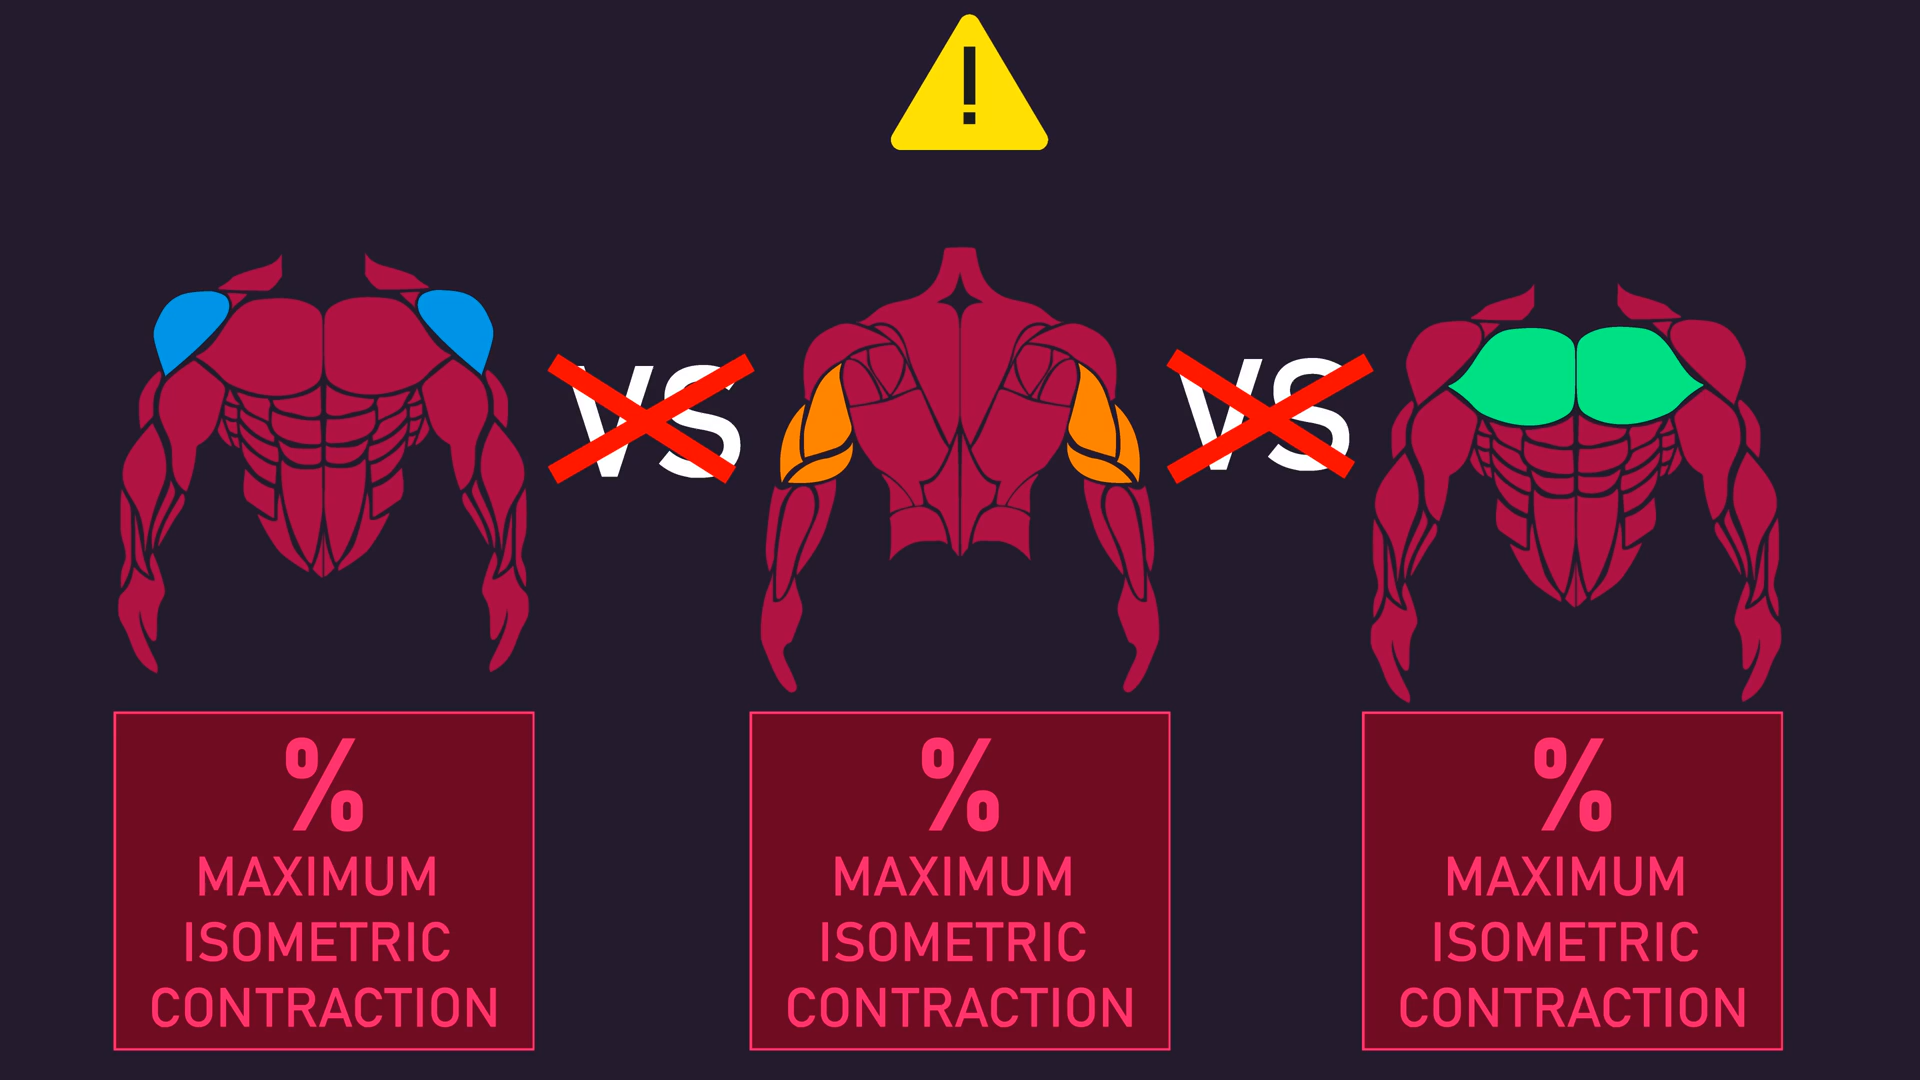 !
VS
VS
%
MAXIMUM
ISOMETRIC
CONTRACTION
%
MAXIMUM
ISOMETRIC
CONTRACTION
%
MAXIMUM
ISOMETRIC
CONTRACTION